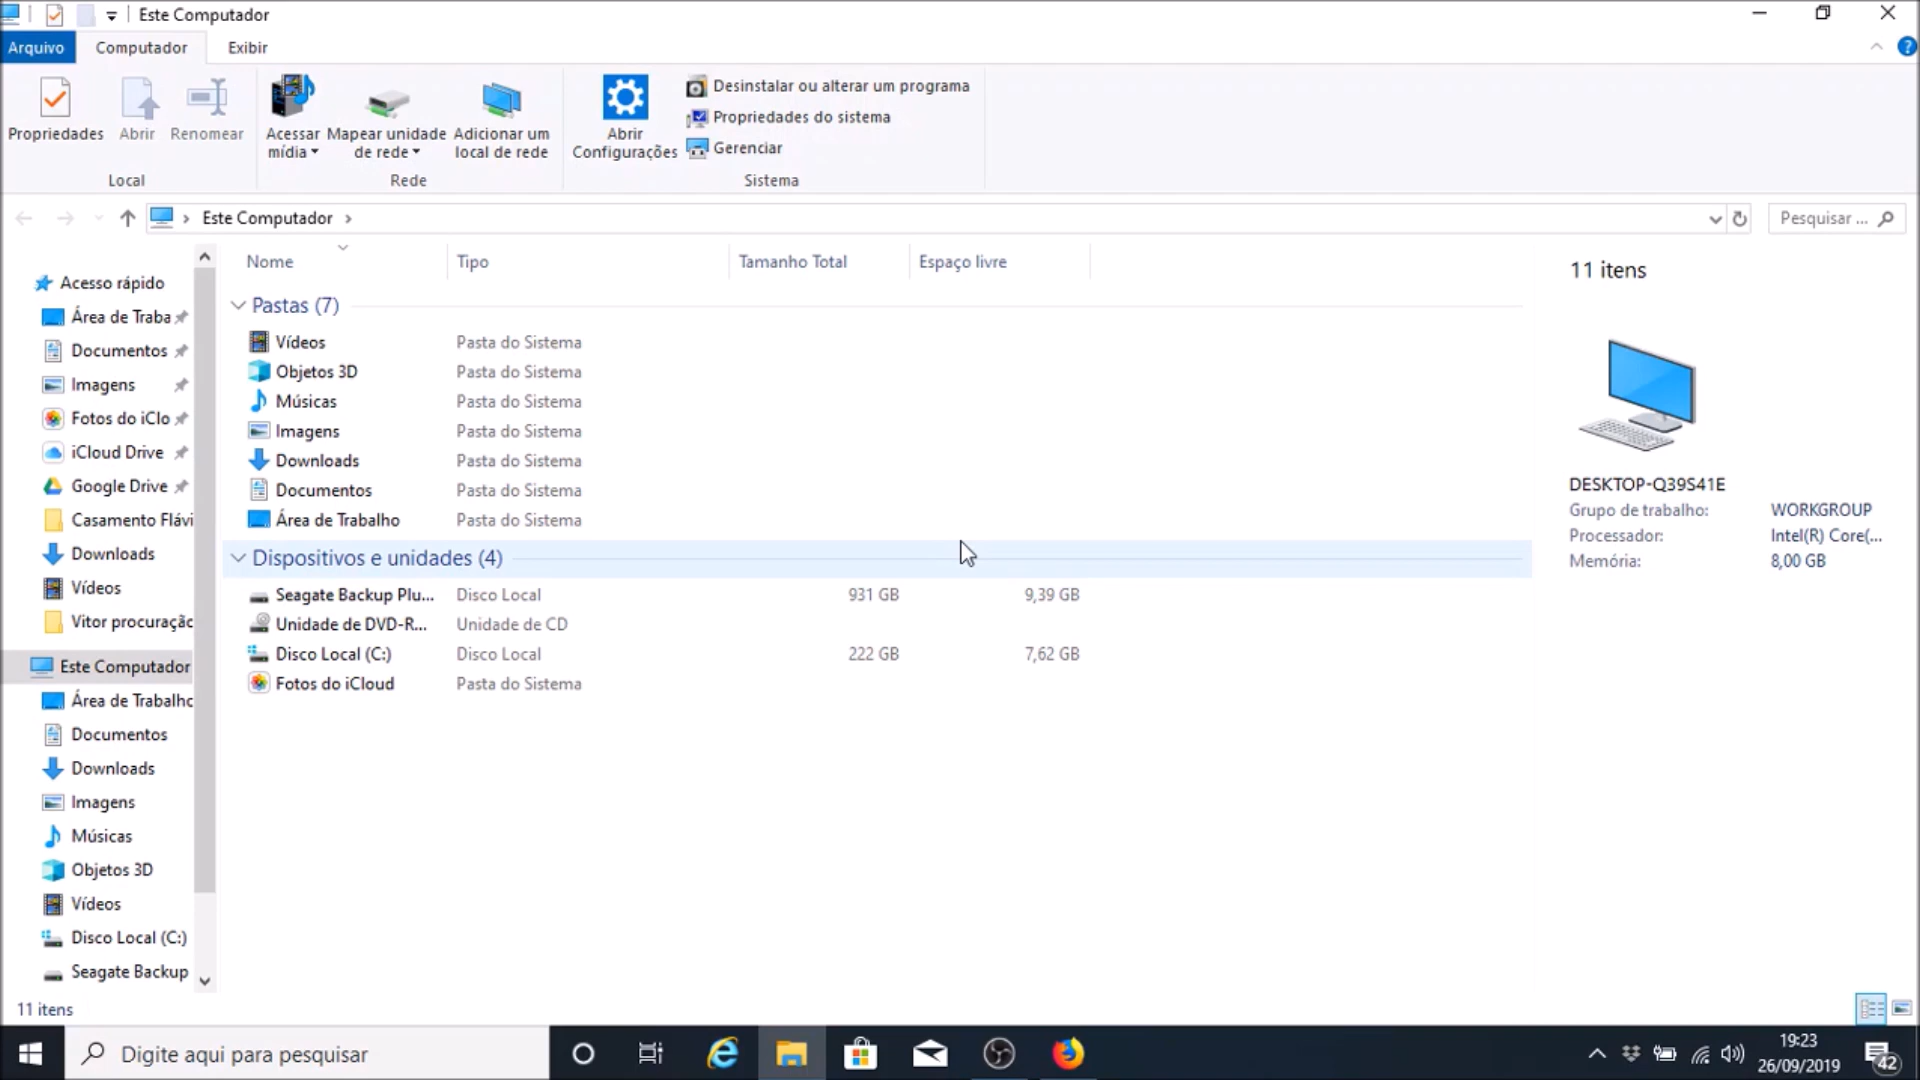 Este Computador
Arquivo Computador Exibir
Propriedades
Abrir
Renomear
Local
Acessar mídia
Mapear unidade de rede
Adicionar um local de rede
Rede
Abrir Configurações
Desinstalar ou alterar um programa
Propriedades do sistema
Gerenciar
Sistema
Este Computador
Pesquisar ...
Acesso rápido
Área de Traba
Documentos
Imagens
Fotos do iClo
iCloud Drive
Google Drive
Casamento Flávi
Downloads
Vídeos
Vitor procuraçã
Este Computador
Área de Trabalho
Documentos
Downloads
Imagens
Músicas
Objetos 3D
Vídeos
Disco Local (C:)
Seagate Backup
Nome Tipo Tamanho Total Espaço livre
Pastas (7)
Vídeos Pasta do Sistema
Objetos 3D Pasta do Sistema
Músicas Pasta do Sistema
Imagens Pasta do Sistema
Downloads Pasta do Sistema
Documentos Pasta do Sistema
Área de Trabalho Pasta do Sistema
Dispositivos e unidades (4)
Seagate Backup Plu... Disco Local 931 GB 9,39 GB
Unidade de DVD-R... Unidade de CD
Disco Local (C:) Disco Local 222 GB 7,62 GB
Fotos do iCloud Pasta do Sistema
11 itens
DESKTOP-Q39S41E
Grupo de trabalho: WORKGROUP
Processador: Intel(R) Core(...
Memória: 8,00 GB
11 itens
Digite aqui para pesquisar
19:23
26/09/2019
42